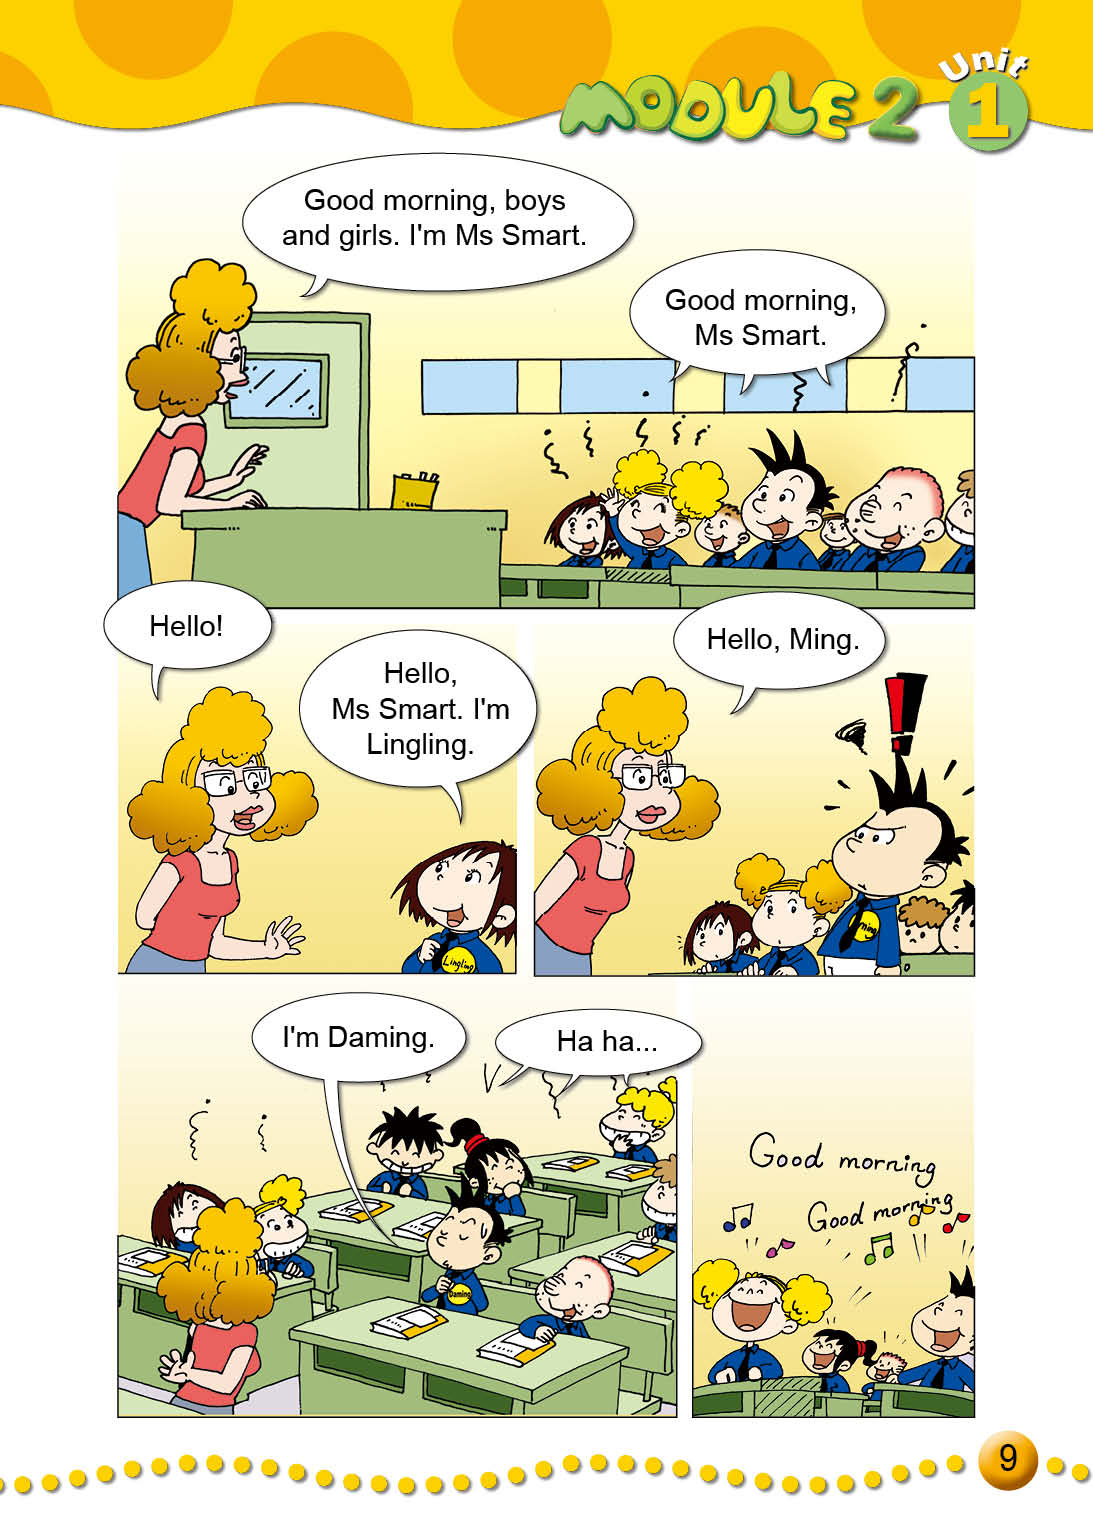 MODULE 2
Unit
1
Good morning, boys
and girls. I'm Ms Smart.
Good morning,
Ms Smart.
Hello!
Hello,
Ms Smart. I'm
Lingling.
Lingling
Hello, Ming.
ming
I'm Daming.
Ha ha...
Daming
Good morning
Good morning
9